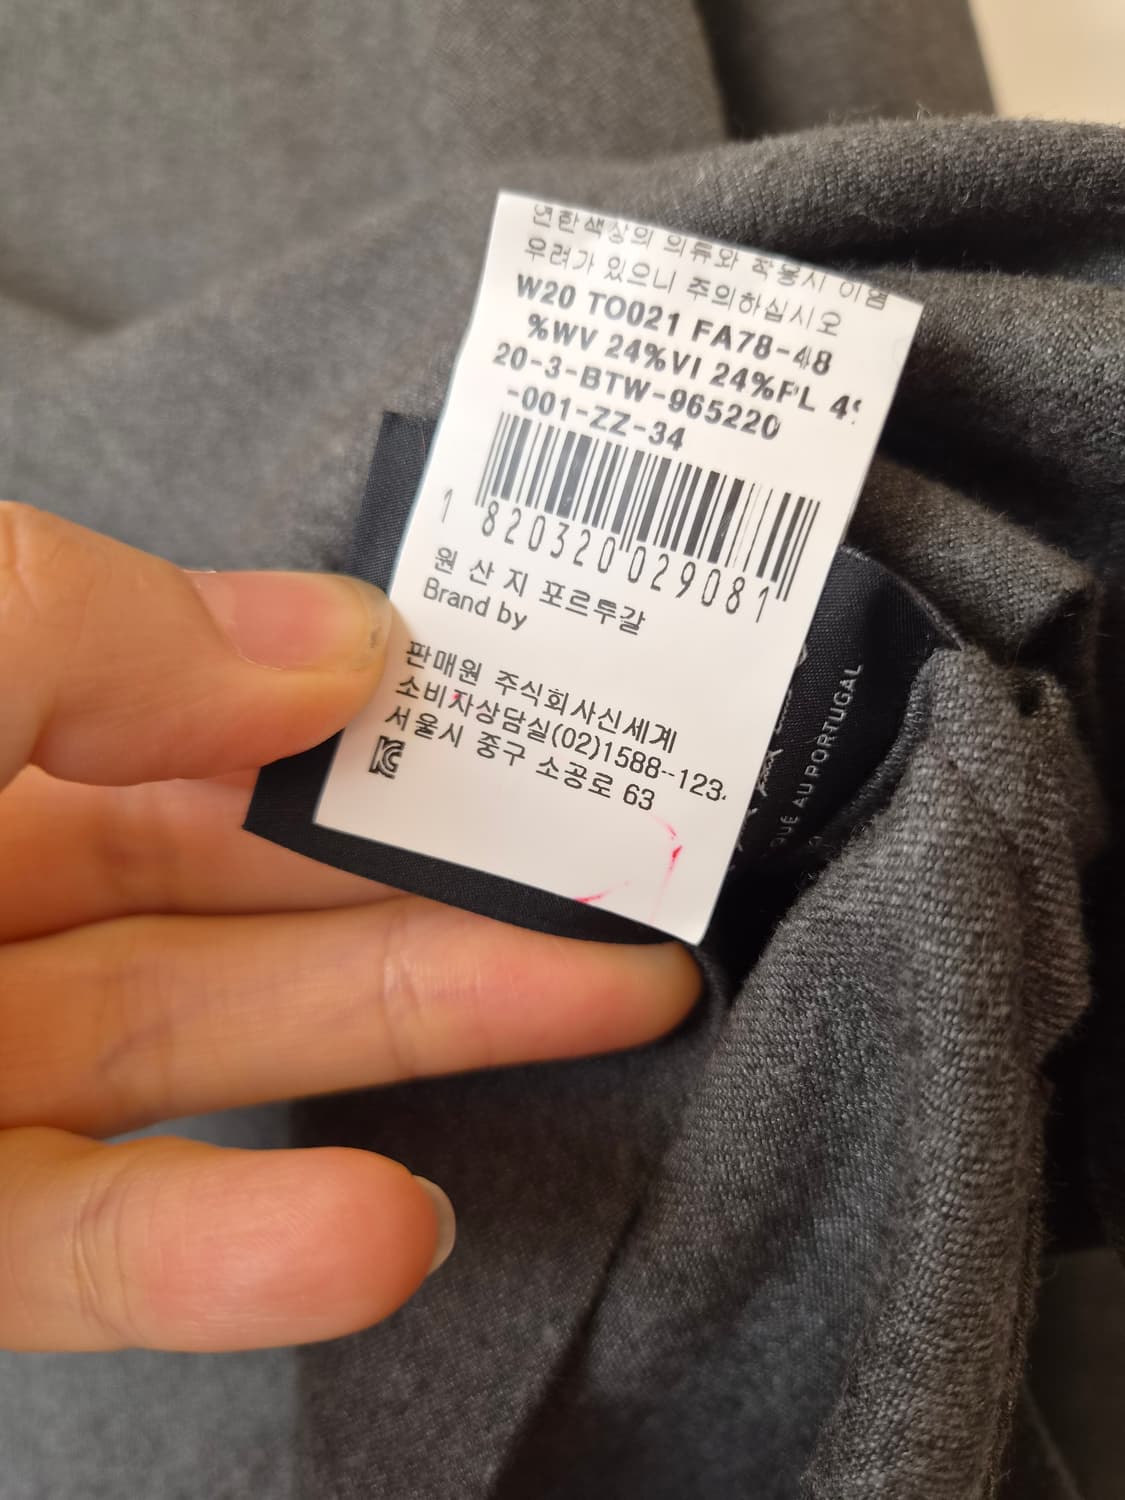 연한색상의 의류와 착용시 이염
우려가 있으니 주의하십시오
W20 TO021 FA78-48
%WV 24%VI 24%PL 4
20-3-BTW-965220
-001-ZZ-34
1 820320 029081
원 산 지 포르투갈
Brand by
판매원 주식회사신세계
소비자상담실(02)1588-123
서울시 중구 소공로 63
QUE AU PORTUGAL